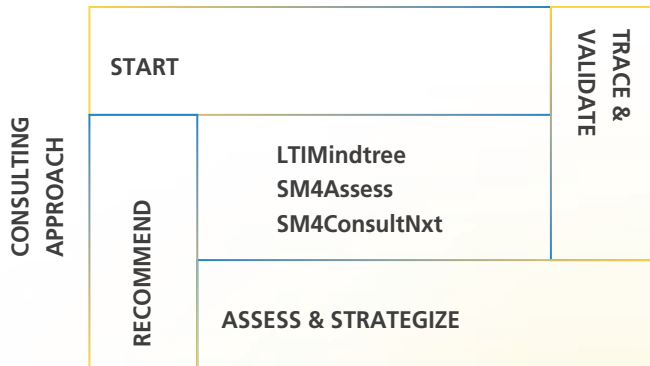 CONSULTING
APPROACH
START
TRACE &
VALIDATE
LTIMindtree
SM4Assess
SM4ConsultNxt
RECOMMEND
ASSESS & STRATEGIZE